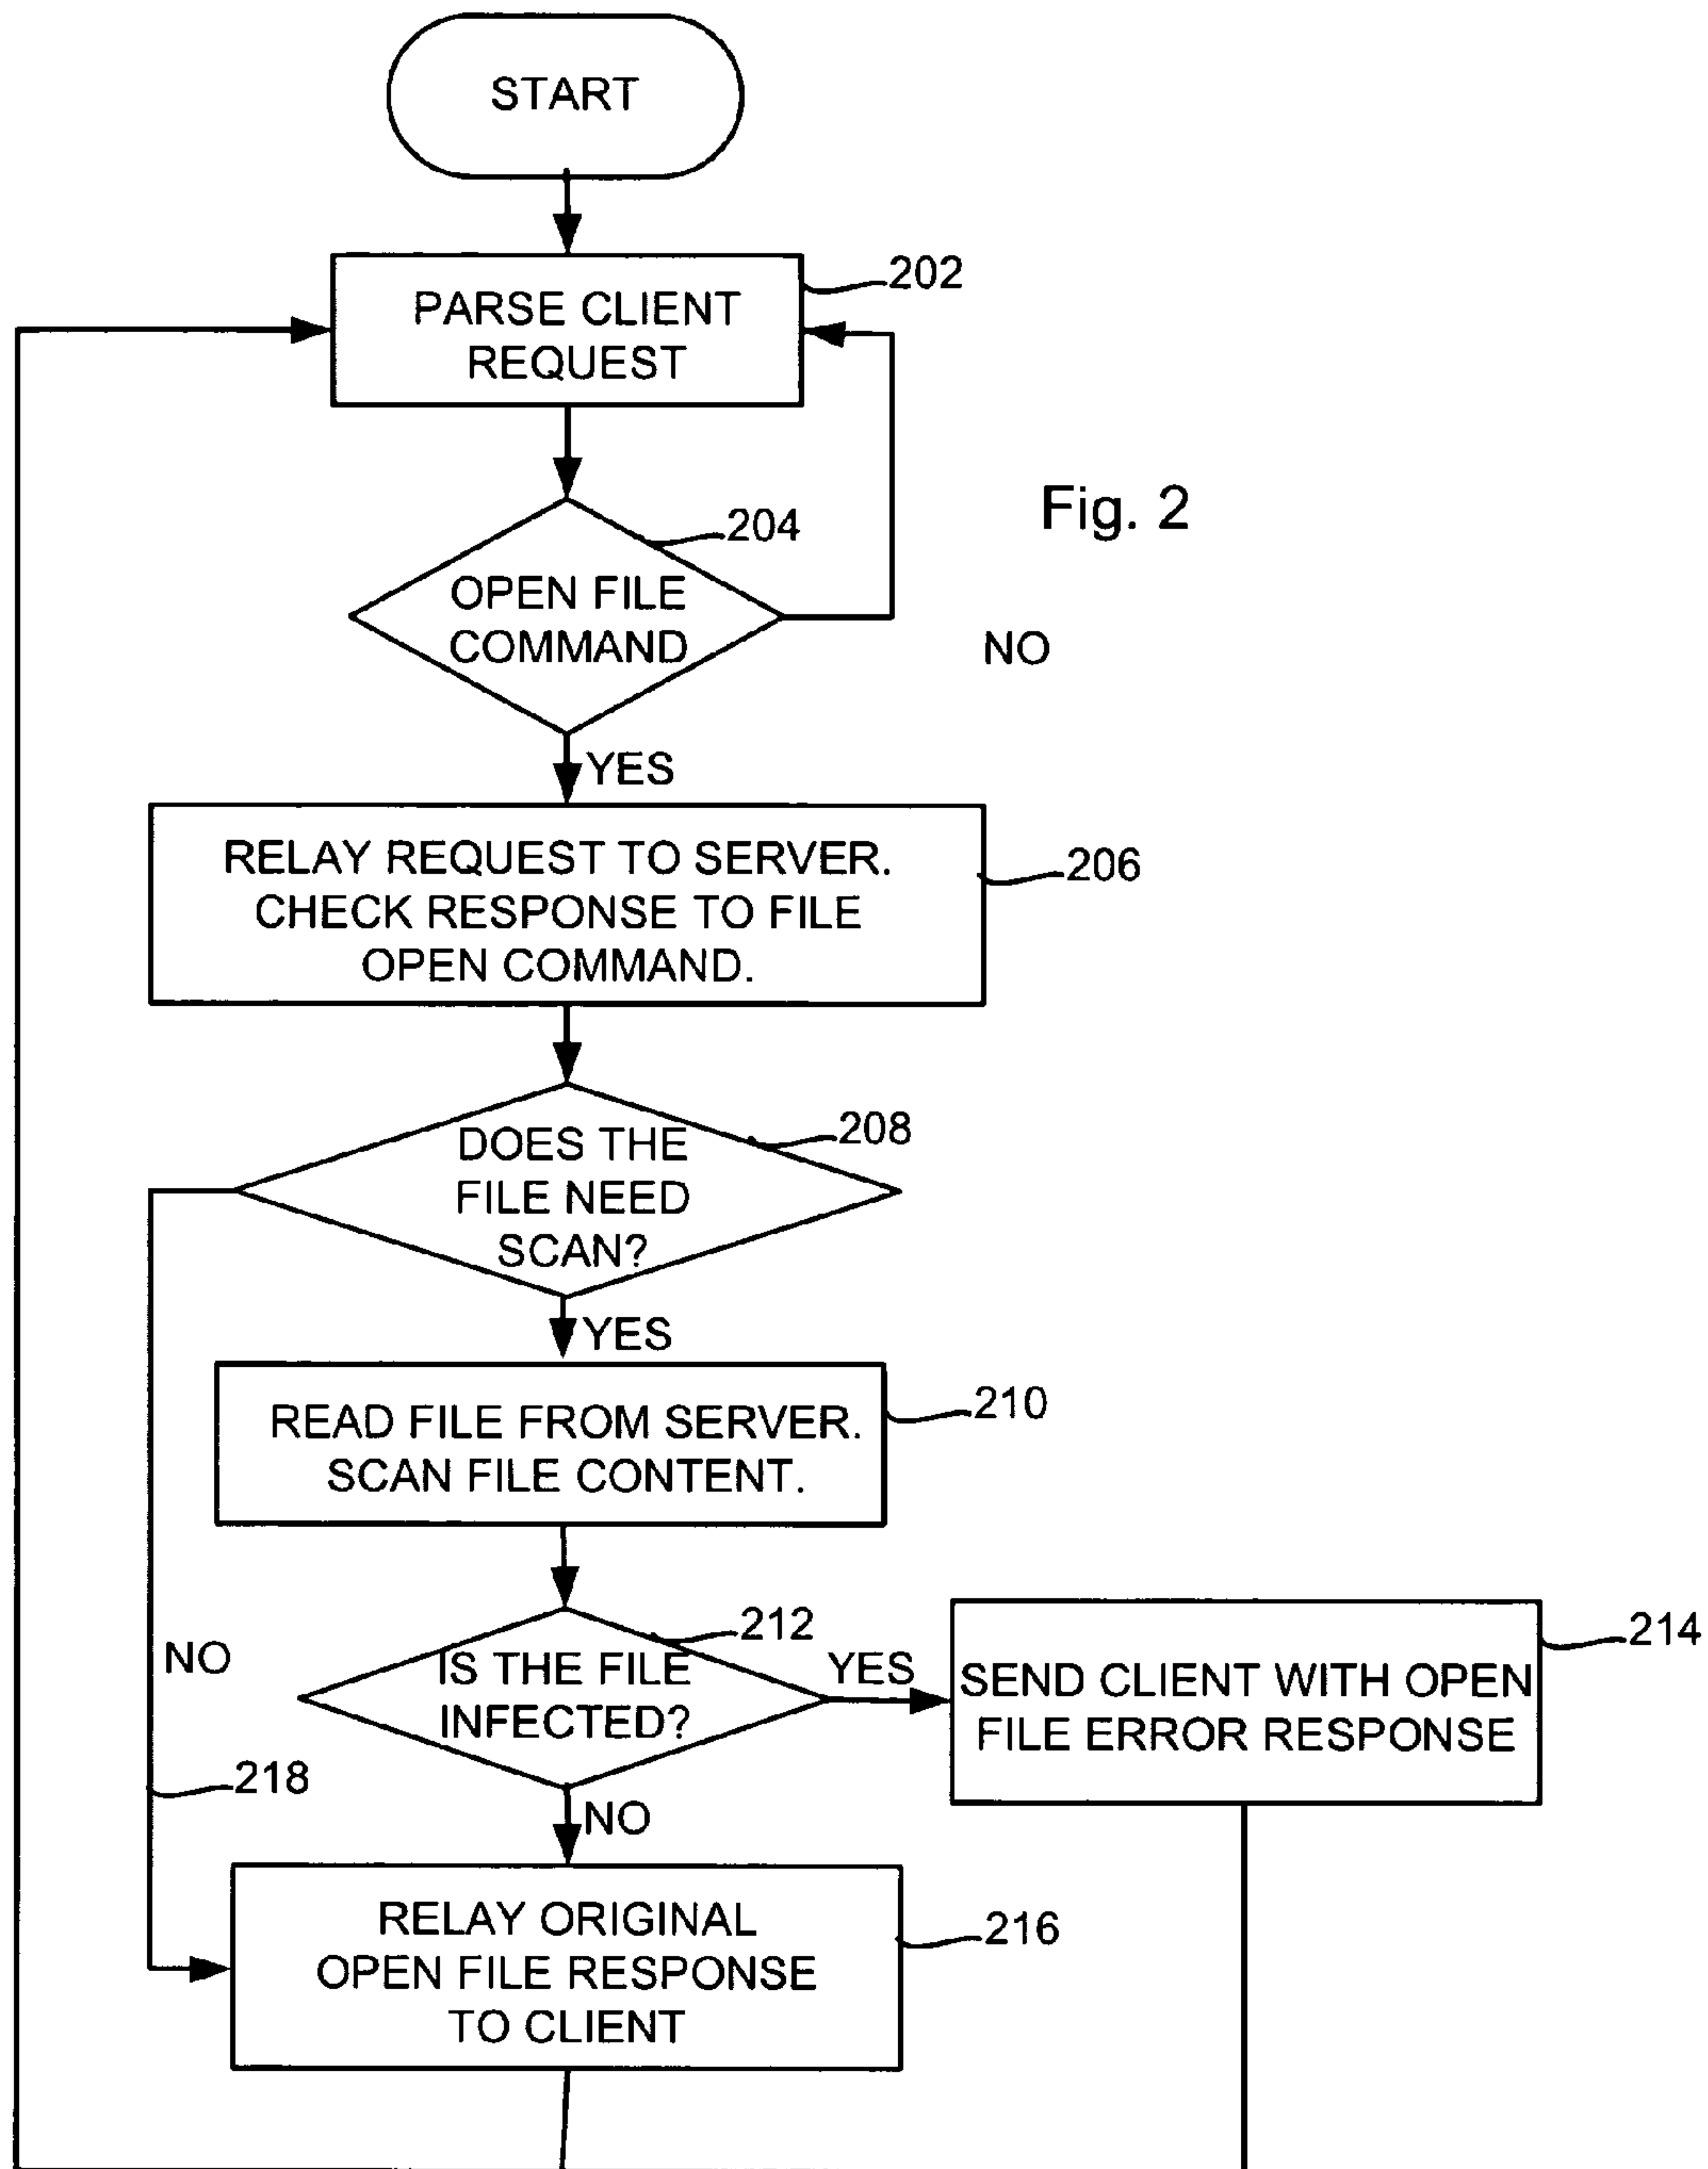 START
202
PARSE CLIENT
REQUEST
Fig. 2
204
OPEN FILE
COMMAND
NO
YES
RELAY REQUEST TO SERVER.
CHECK RESPONSE TO FILE
OPEN COMMAND.
206
208
DOES THE
FILE NEED
SCAN?
YES
210
READ FILE FROM SERVER.
SCAN FILE CONTENT.
212
214
NO
IS THE FILE
INFECTED?
YES
SEND CLIENT WITH OPEN
FILE ERROR RESPONSE
218
NO
RELAY ORIGINAL
OPEN FILE RESPONSE
TO CLIENT
216